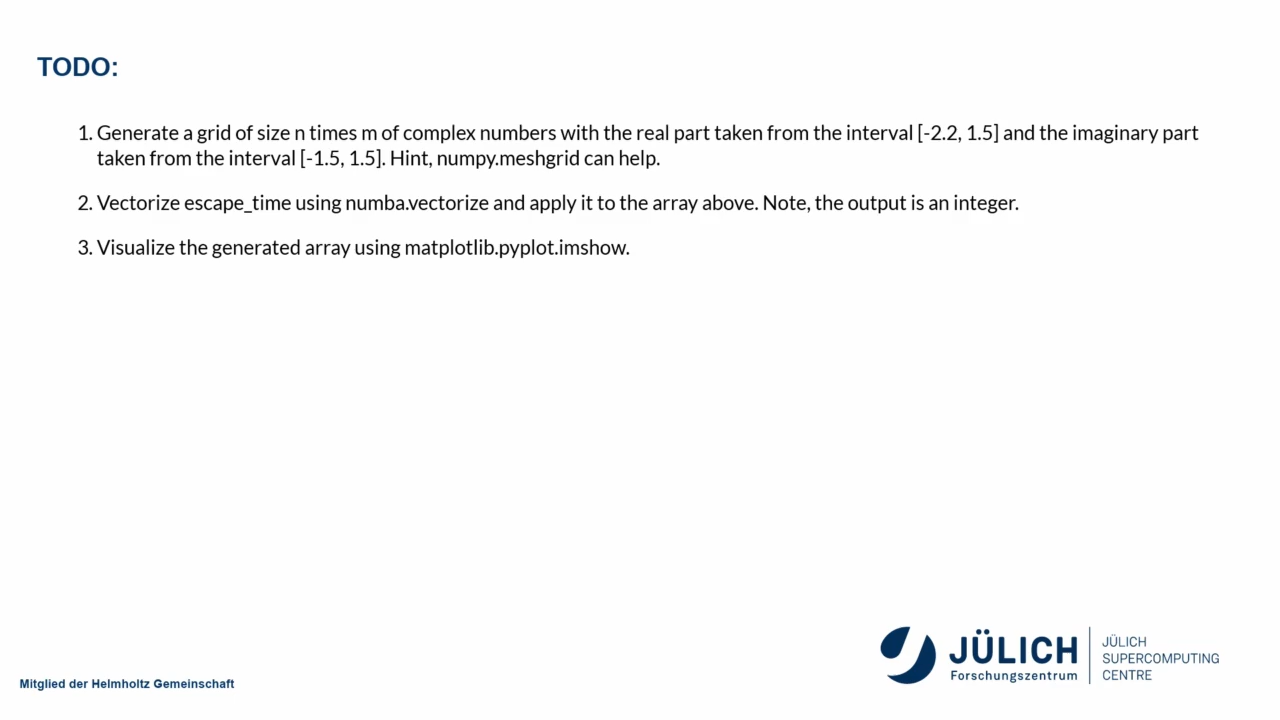 TODO:
1. Generate a grid of size n times m of complex numbers with the real part taken from the interval [-2.2, 1.5] and the imaginary part
taken from the interval [-1.5, 1.5]. Hint, numpy.meshgrid can help.
2. Vectorize escape_time using numba.vectorize and apply it to the array above. Note, the output is an integer.
3. Visualize the generated array using matplotlib.pyplot.imshow.
JÜLICH
Forschungszentrum
JÜLICH
SUPERCOMPUTING
CENTRE
Mitglied der Helmholtz Gemeinschaft